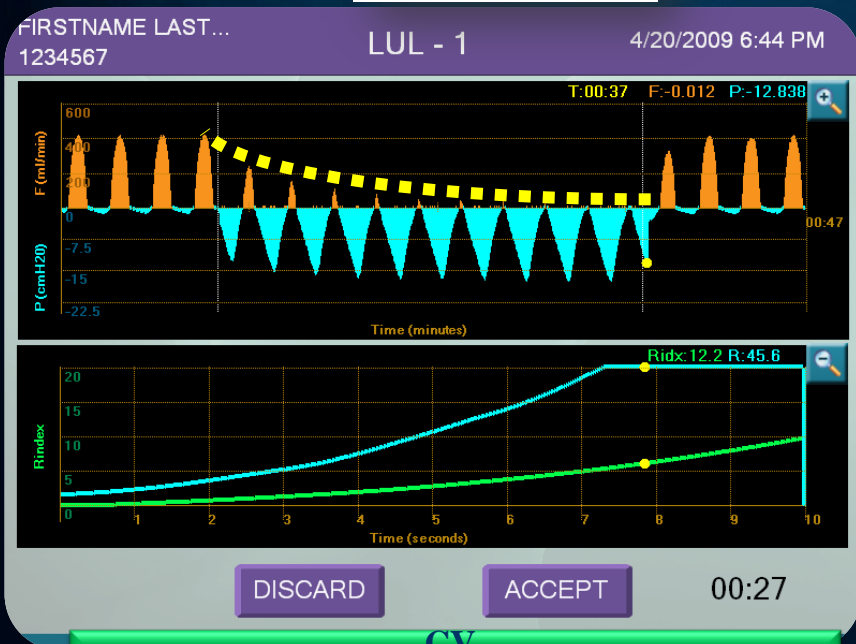 FIRSTNAME LAST...
1234567
LUL - 1
4/20/2009 6:44 PM
T:00:37 F:-0.012 P:-12.838
F (ml/min)
600
400
200
0
P (cmH20)
-7.5
-15
-22.5
00:47
Time (minutes)
Ridx:12.2 R:45.6
Rindex
20
15
10
5
0
1 2 3 4 5 6 7 8 9 10
Time (seconds)
DISCARD
ACCEPT
00:27
CV